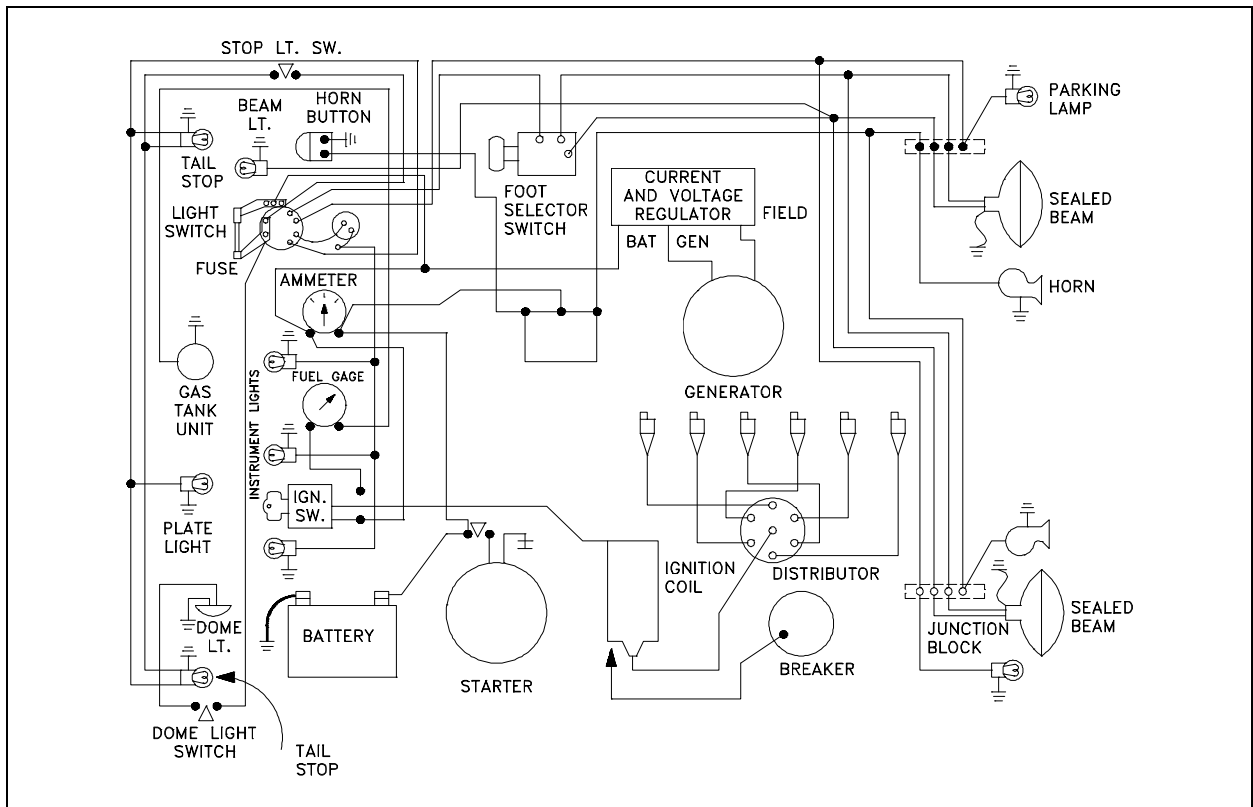 STOP LT. SW.
BEAM
LT.
HORN
BUTTON
PARKING
LAMP
TAIL
STOP
FOOT
SELECTOR
SWITCH
CURRENT
AND VOLTAGE
REGULATOR
FIELD
BAT
GEN
SEALED
BEAM
LIGHT
SWITCH
FUSE
AMMETER
HORN
GAS
TANK
UNIT
INSTRUMENT LIGHTS
FUEL GAGE
GENERATOR
IGN.
SW.
PLATE
LIGHT
IGNITION
COIL
DISTRIBUTOR
DOME
LT.
BATTERY
STARTER
BREAKER
JUNCTION
BLOCK
SEALED
BEAM
DOME LIGHT
SWITCH
TAIL
STOP